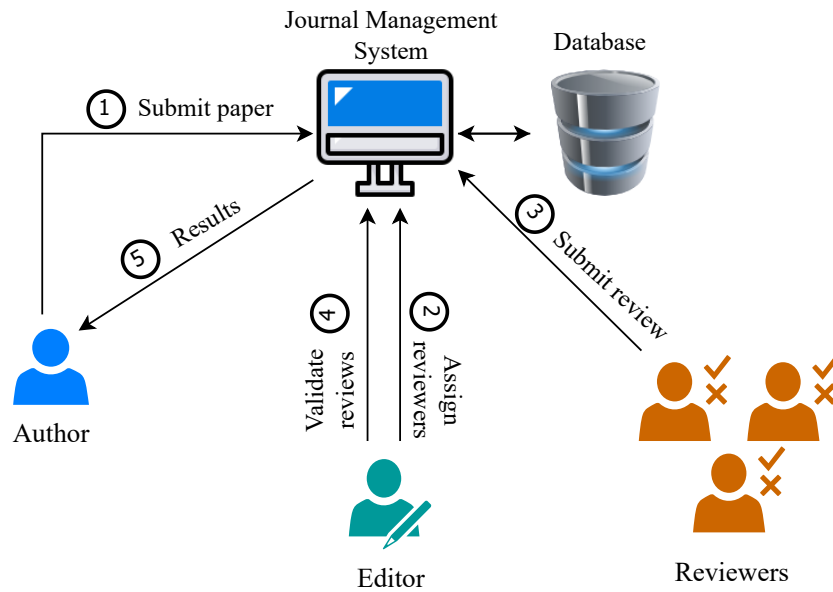 Journal Management
System
Database
1 Submit paper
5 Results
3 Submit review
4 Validate
reviews
2 Assign
reviewers
Author
Editor
Reviewers